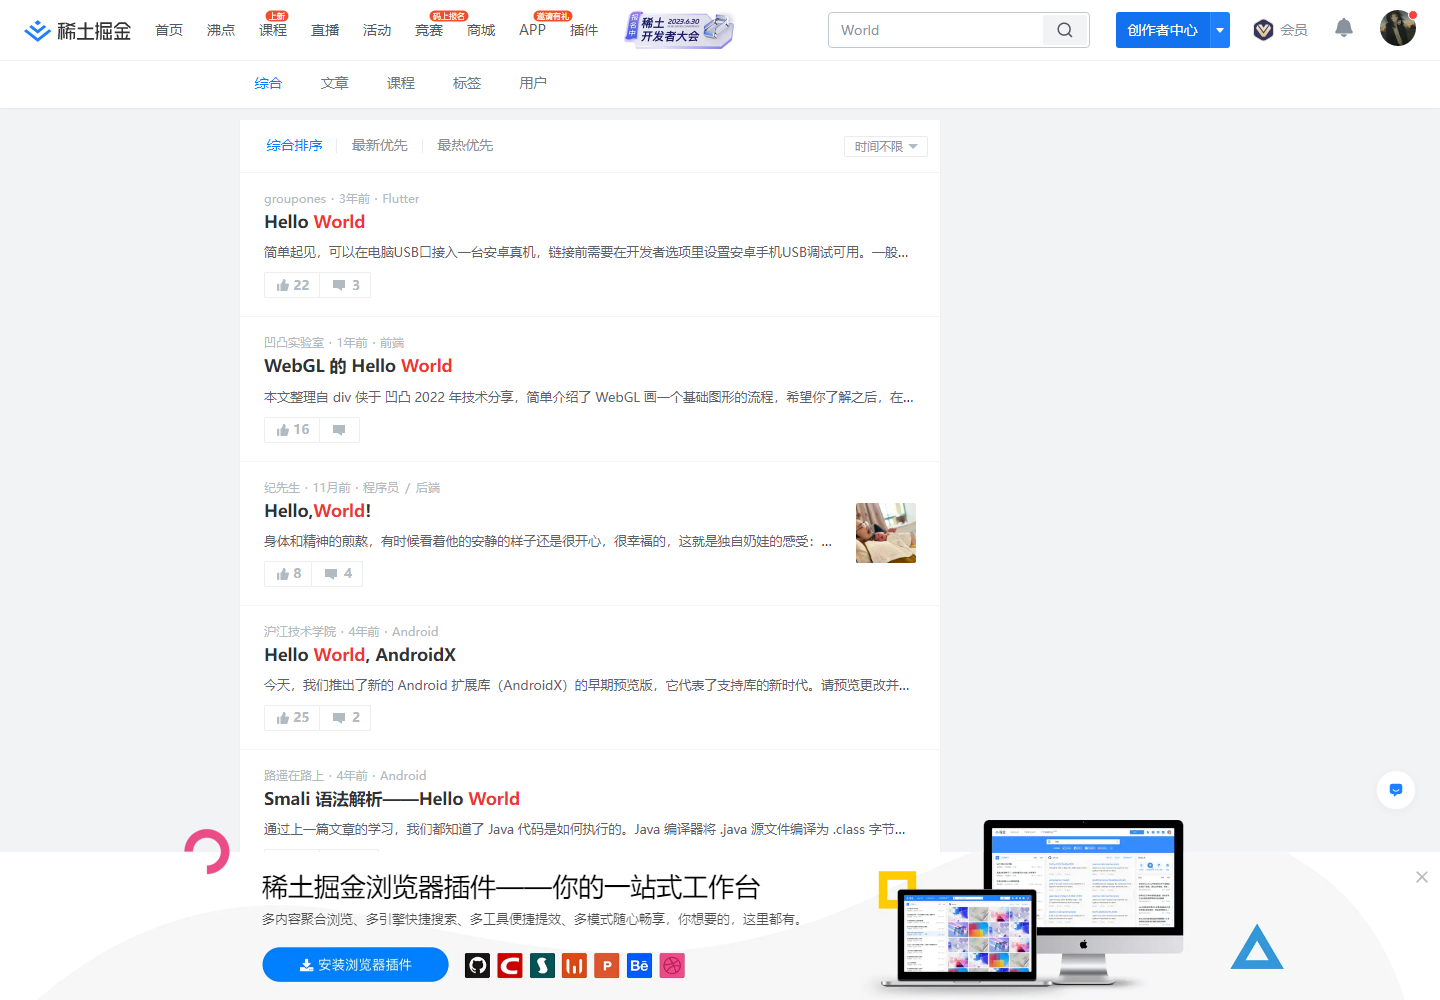 稀土掘金
首页
沸点
课程
上新
直播
活动
竞赛
码上报名
商城
APP
邀请有礼
插件
报名中
稀土 2023.6.30
开发者大会
World
创作者中心
会员
综合
文章
课程
标签
用户
综合排序
最新优先
最热优先
时间不限
groupones · 3年前 · Flutter
Hello World
简单起见，可以在电脑USB口接入一台安卓真机，链接前需要在开发者选项里设置安卓手机USB调试可用。一般...
22
3
凹凸实验室 · 1年前 · 前端
WebGL 的 Hello World
本文整理自 div 侠于 凹凸 2022 年技术分享，简单介绍了 WebGL 画一个基础图形的流程，希望你了解之后，在...
16
纪先生 · 11月前 · 程序员 / 后端
Hello,World!
身体和精神的煎熬，有时候看着他的安静的样子还是很开心，很幸福的，这就是独自奶娃的感受：...
8
4
沪江技术学院 · 4年前 · Android
Hello World, AndroidX
今天，我们推出了新的 Android 扩展库（AndroidX）的早期预览版，它代表了支持库的新时代。请预览更改并...
25
2
路遥在路上 · 4年前 · Android
Smali 语法解析——Hello World
通过上一篇文章的学习，我们都知道了 Java 代码是如何执行的。Java 编译器将 .java 源文件编译为 .class 字节...
稀土掘金浏览器插件——你的一站式工作台
多内容聚合浏览、多引擎快捷搜索、多工具便捷提效、多模式随心畅享，你想要的，这里都有。
安装浏览器插件